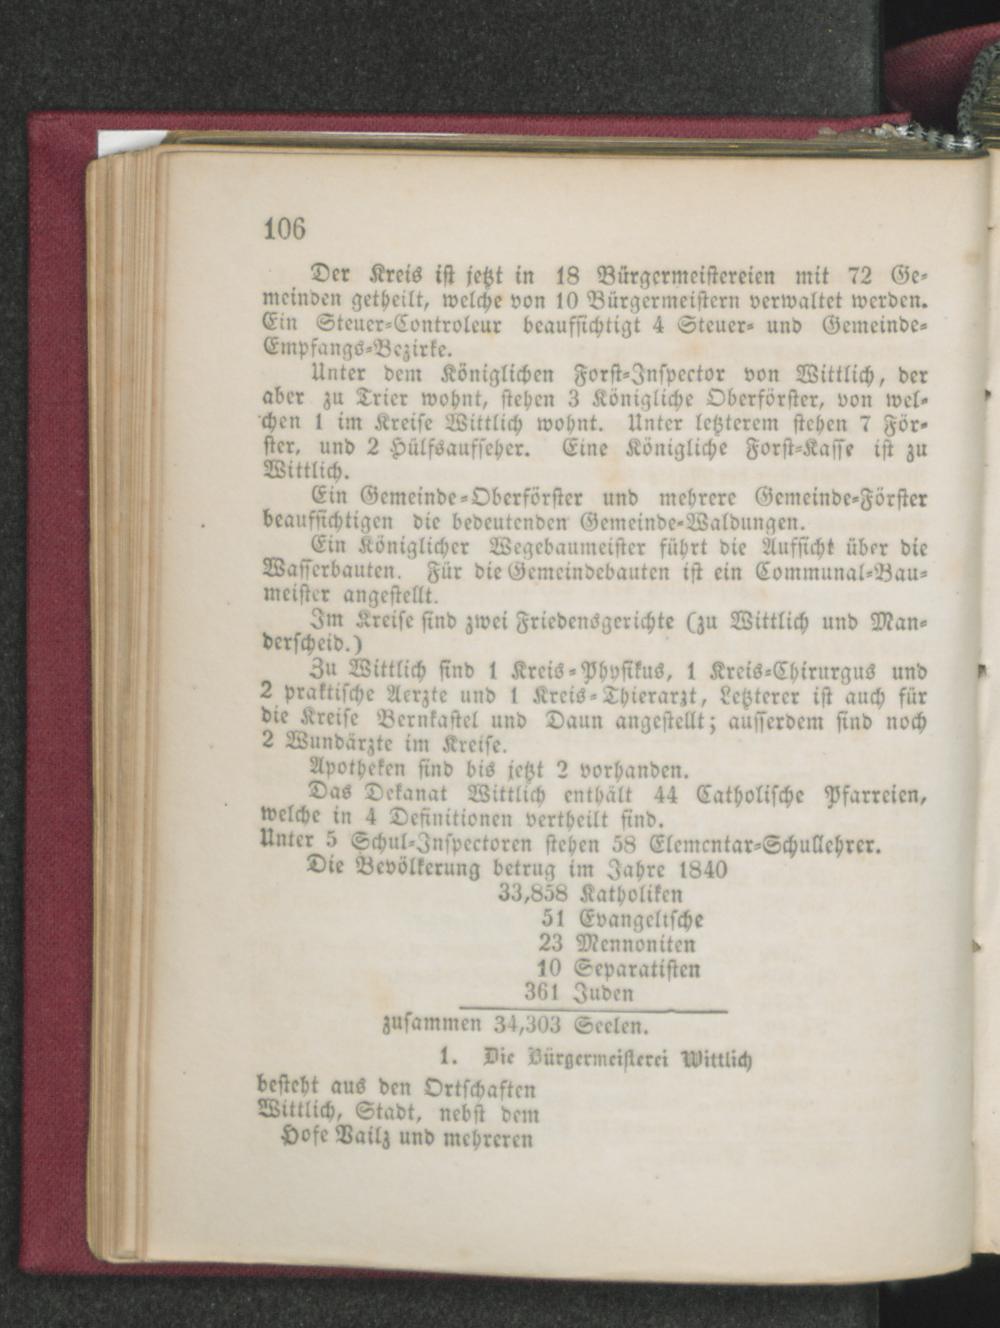 106
Der Kreis ist jetzt in 18 Bürgermeistereien mit 72 Ge-
meinden getheilt, welche von 10 Bürgermeistern verwaltet werden.
Ein Steuer-Controleur beaufsichtigt 4 Steuer- und Gemeinde-
Empfangs-Bezirke.
Unter dem Königlichen Forst-Inspector von Wittlich, der
aber zu Trier wohnt, stehen 3 Königliche Oberförster, von wel-
chen 1 im Kreise Wittlich wohnt. Unter letzterem stehen 7 För-
ster, und 2 Hülfsaufseher. Eine Königliche Forst-Kasse ist zu
Wittlich.
Ein Gemeinde-Oberförster und mehrere Gemeinde-Förster
beaufsichtigen die bedeutenden Gemeinde-Waldungen.
Ein Königlicher Wegebaumeister führt die Aufsicht über die
Wasserbauten. Für die Gemeindebauten ist ein Communal-Bau-
meister angestellt.
Im Kreise sind zwei Friedensgerichte (zu Wittlich und Man-
derscheid.)
Zu Wittlich sind 1 Kreis-Physikus, 1 Kreis-Chirurgus und
2 praktische Aerzte und 1 Kreis-Thierarzt, Letzterer ist auch für
die Kreise Bernkastel und Daun angestellt; ausserdem sind noch
2 Wundärzte im Kreise.
Apotheken sind bis jetzt 2 vorhanden.
Das Dekanat Wittlich enthält 44 Catholische Pfarreien,
welche in 4 Definitionen vertheilt sind.
Unter 5 Schul-Inspectoren stehen 58 Elementar-Schullehrer.
Die Bevölkerung betrug im Jahre 1840
33,858 Katholiken
51 Evangelische
23 Mennoniten
10 Separatisten
361 Juden
zusammen 34,303 Seelen.
1. Die Bürgermeisterei Wittlich
besteht aus den Ortschaften
Wittlich, Stadt, nebst dem
Hofe Vailz und mehreren